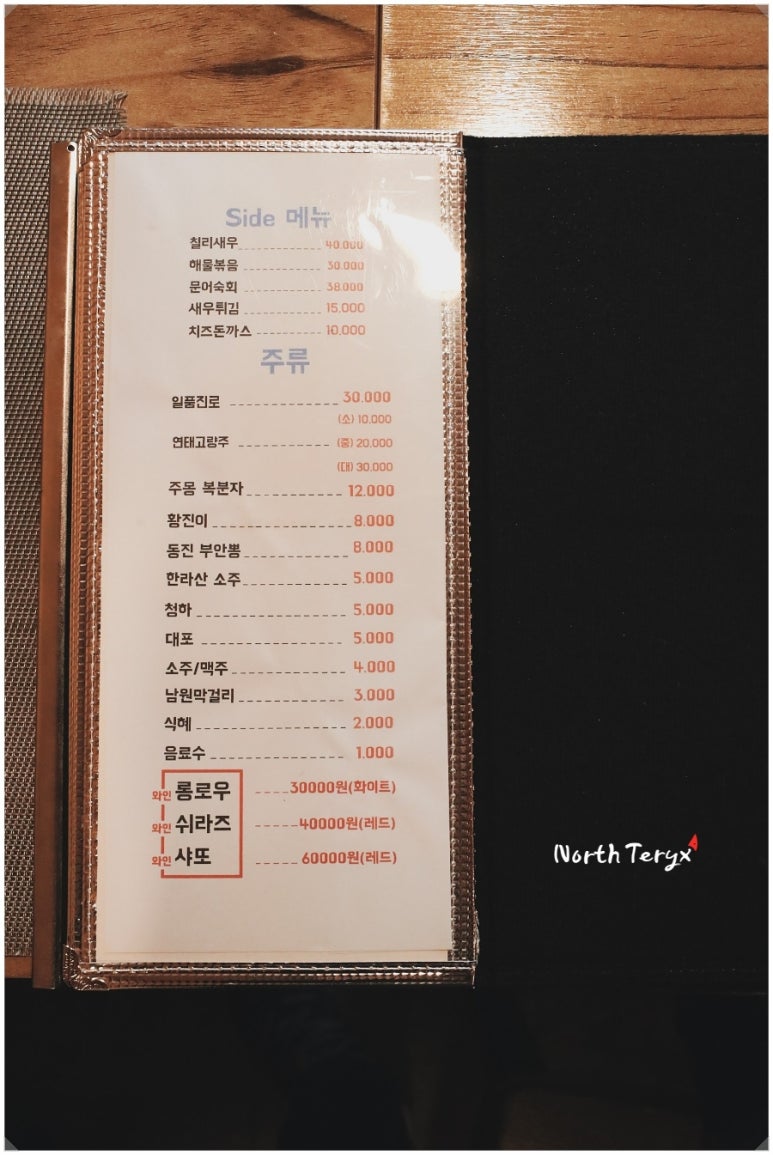 Side 메뉴
칠리새우 40.000
해물볶음 30.000
문어숙회 38.000
새우튀김 15.000
치즈돈까스 10.000
주류
일품진로 30.000
(소) 10.000
연태고량주 (중) 20.000
(대) 30.000
주몽 복분자 12.000
황진이 8.000
동진 부안뽕 8.000
한라산 소주 5.000
청하 5.000
대포 5.000
소주/맥주 4.000
남원막걸리 3.000
식혜 2.000
음료수 1.000
와인 롱로우 30000원(화이트)
와인 쉬라즈 40000원(레드)
와인 샤또 60000원(레드)
North Teryx